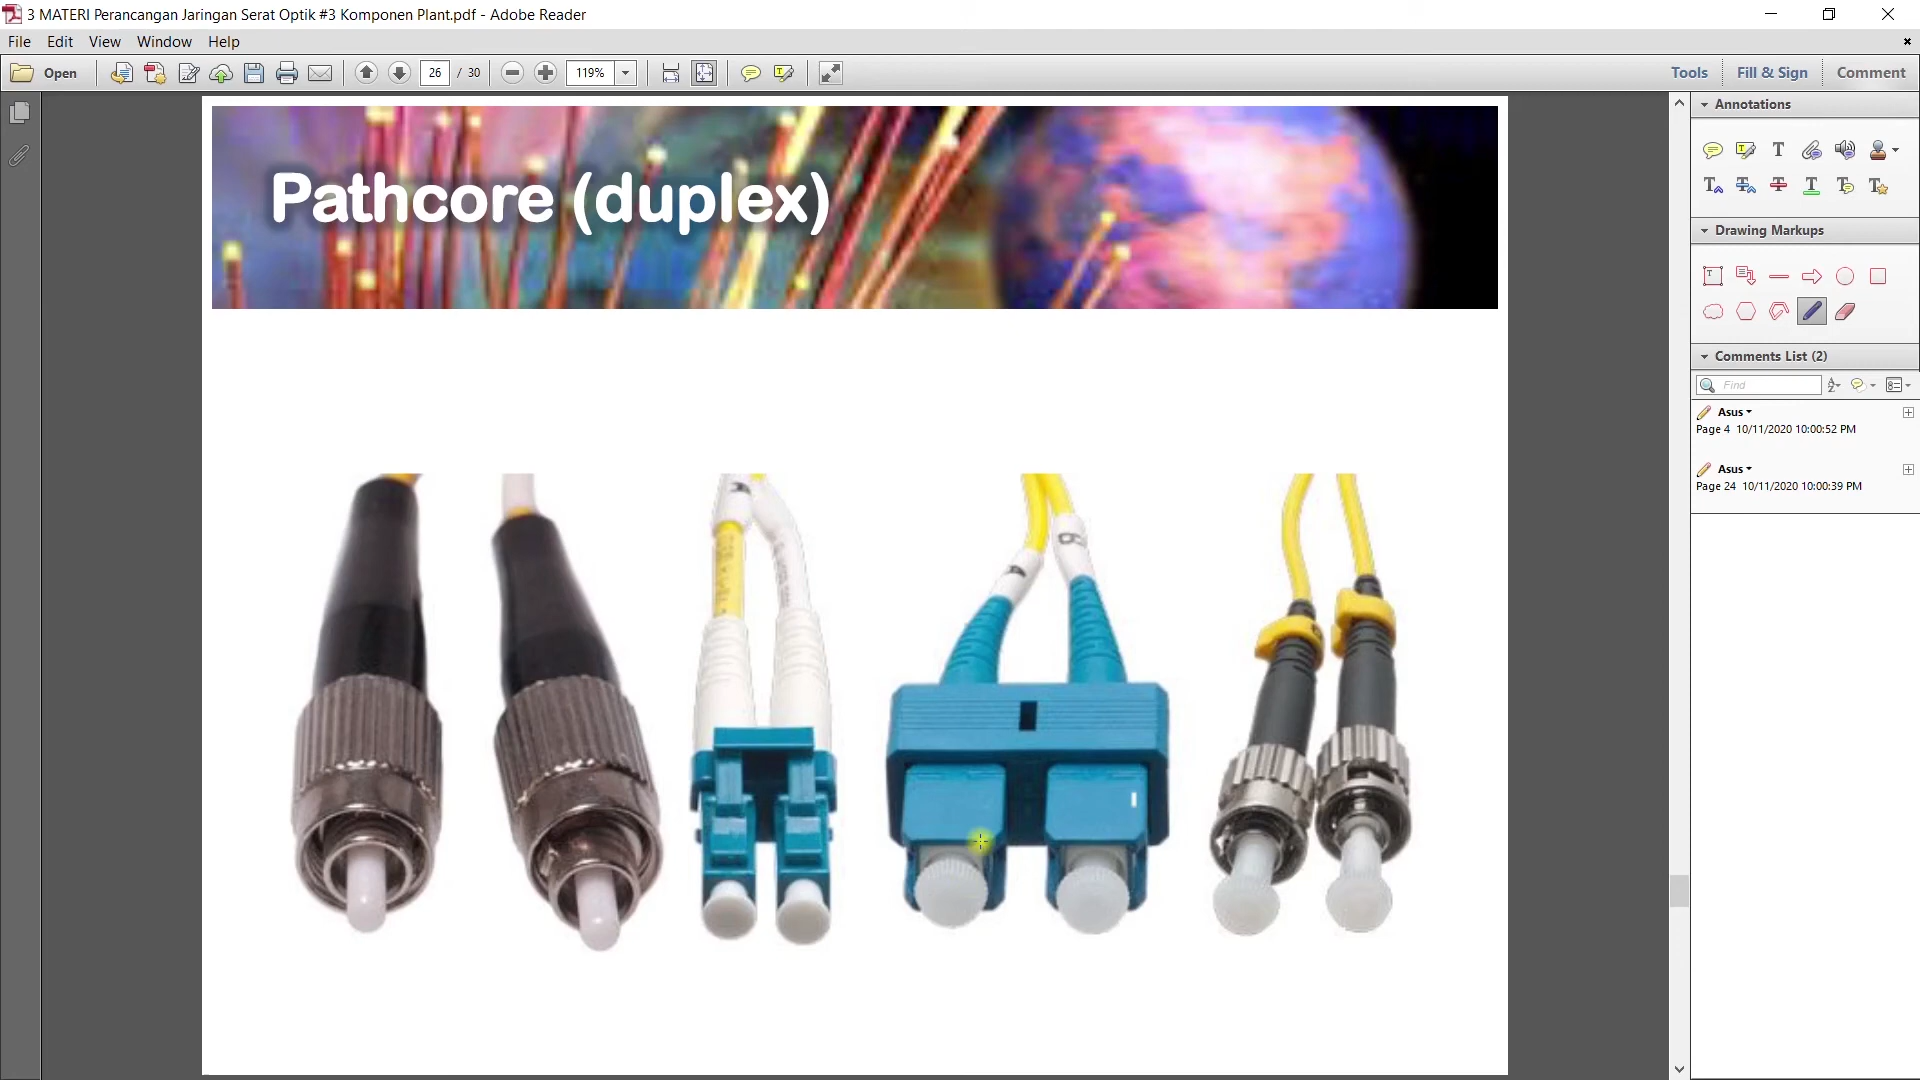 3 MATERI Perancangan Jaringan Serat Optik #3 Komponen Plant.pdf - Adobe Reader
File Edit View Window Help
Open 26 / 30 119% Tools Fill & Sign Comment
Annotations
Pathcore (duplex)
Drawing Markups
Comments List (2)
Find
Asus
Page 4 10/11/2020 10:00:52 PM
Asus
Page 24 10/11/2020 10:00:39 PM